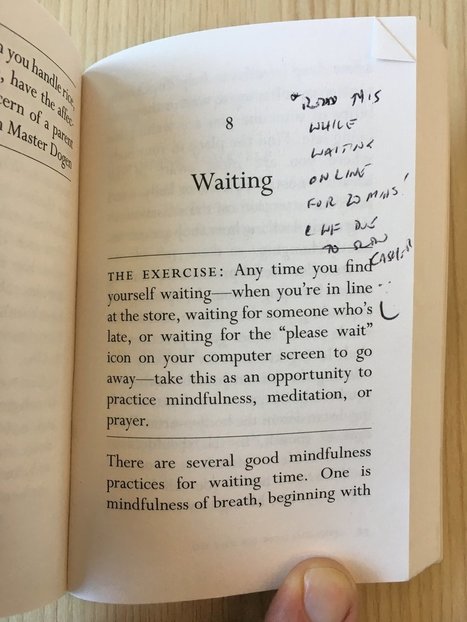 n you handle rice,
, have the affec-
cern of a parent
n Master Dogen
8
Waiting
*READ THIS
WHILE
WAITING
ON LINE
FOR 20 MINS!
DUE
TO SLOW
CASHIER
THE EXERCISE: Any time you find
yourself waiting—when you're in line
at the store, waiting for someone who's
late, or waiting for the “please wait”
icon on your computer screen to go
away—take this as an opportunity to
practice mindfulness, meditation, or
prayer.
There are several good mindfulness
practices for waiting time. One is
mindfulness of breath, beginning with